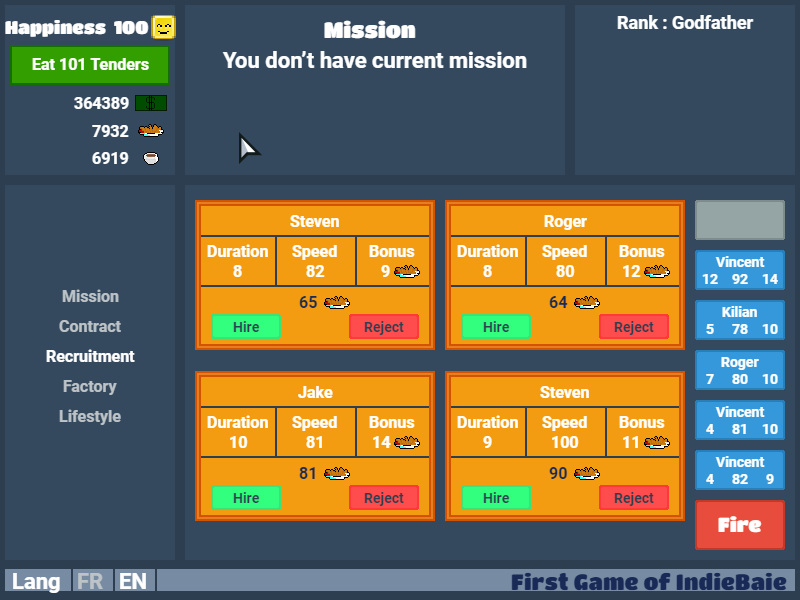 Happiness 100
Eat 101 Tenders
364389
7932
6919
Mission
You don't have current mission
Rank : Godfather
Mission
Contract
Recruitment
Factory
Lifestyle
Steven
Duration Speed Bonus
8 82 9
65
Hire Reject
Roger
Duration Speed Bonus
8 80 12
64
Hire Reject
Jake
Duration Speed Bonus
10 81 14
81
Hire Reject
Steven
Duration Speed Bonus
9 100 11
90
Hire Reject
Vincent
12 92 14
Kilian
5 78 10
Roger
7 80 10
Vincent
4 81 10
Vincent
4 82 9
Fire
Lang FR EN
First Game of IndieBaie